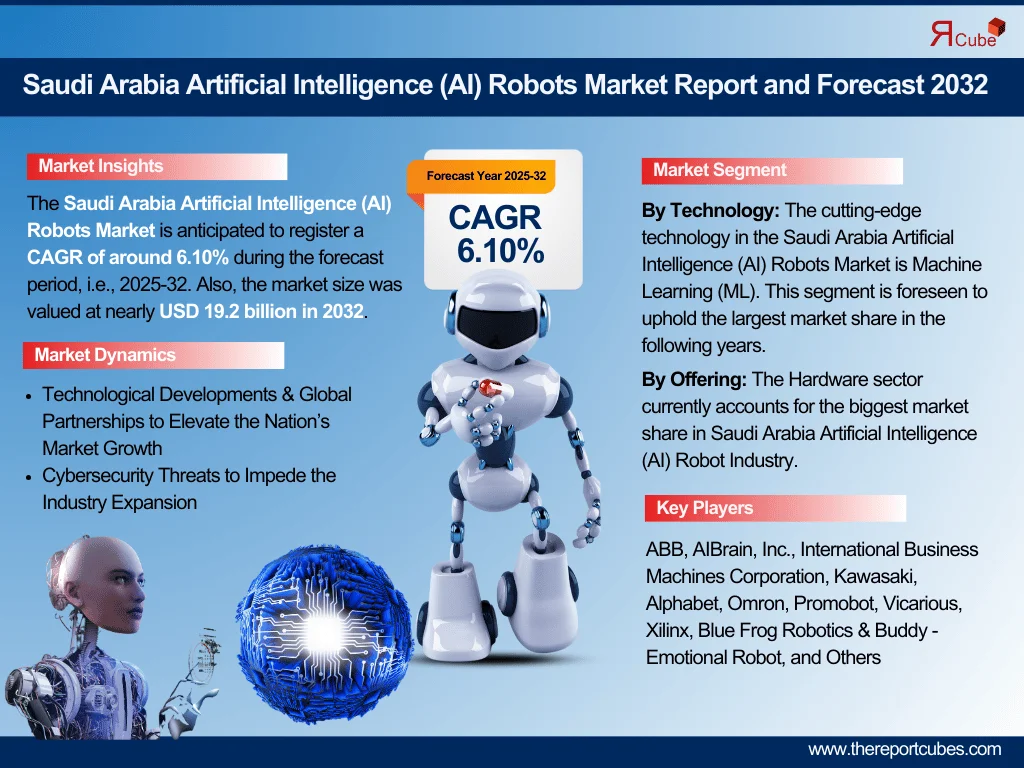 ЯCube
Saudi Arabia Artificial Intelligence (AI) Robots Market Report and Forecast 2032
Market Insights
The Saudi Arabia Artificial Intelligence (AI)
Robots Market is anticipated to register a
CAGR of around 6.10% during the forecast
period, i.e., 2025-32. Also, the market size was
valued at nearly USD 19.2 billion in 2032.
Market Dynamics
• Technological Developments & Global
Partnerships to Elevate the Nation’s
Market Growth
• Cybersecurity Threats to Impede the
Industry Expansion
Forecast Year 2025-32
CAGR
6.10%
Market Segment
By Technology: The cutting-edge
technology in the Saudi Arabia Artificial
Intelligence (AI) Robots Market is Machine
Learning (ML). This segment is foreseen to
uphold the largest market share in the
following years.
By Offering: The Hardware sector
currently accounts for the biggest market
share in Saudi Arabia Artificial Intelligence
(AI) Robot Industry.
Key Players
ABB, AIBrain, Inc., International Business
Machines Corporation, Kawasaki,
Alphabet, Omron, Promobot, Vicarious,
Xilinx, Blue Frog Robotics & Buddy -
Emotional Robot, and Others
www.thereportcubes.com